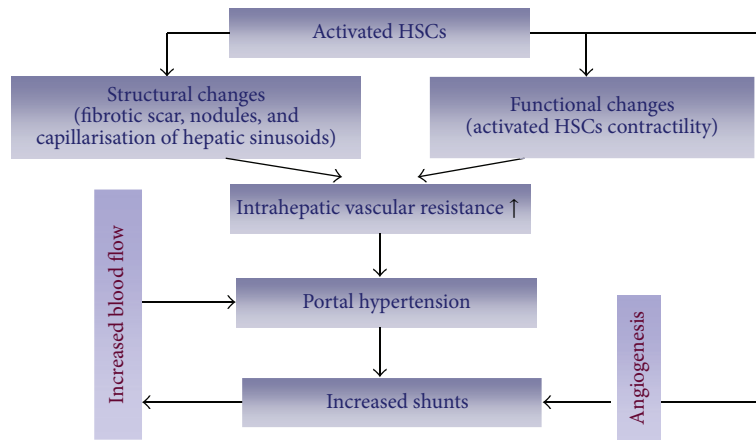 Activated HSCs
Structural changes
(fibrotic scar, nodules, and
capillarisation of hepatic sinusoids)
Functional changes
(activated HSCs contractility)
Intrahepatic vascular resistance ↑
Increased blood flow
Portal hypertension
Angiogenesis
Increased shunts